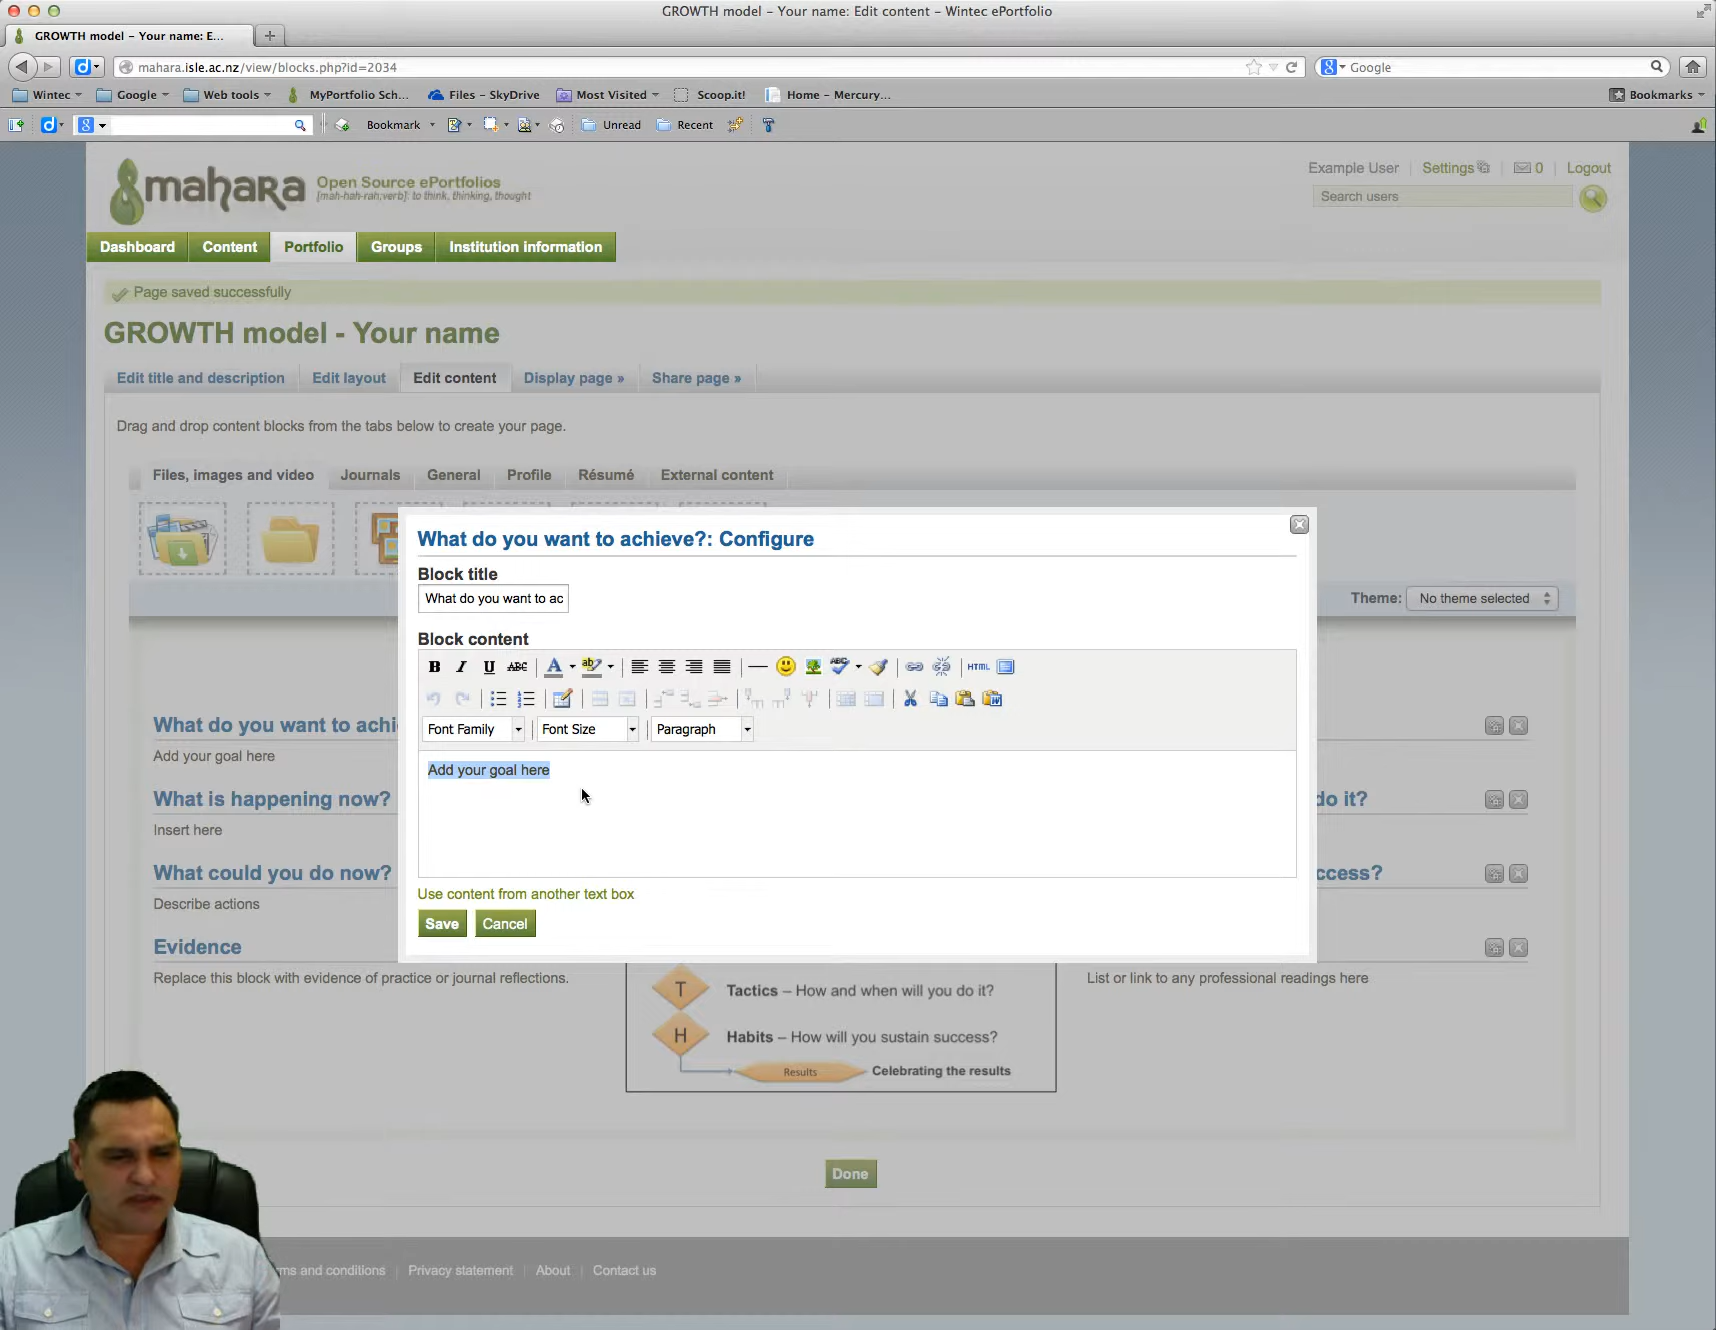 GROWTH model – Your name: Edit content – Wintec ePortfolio
GROWTH model – Your name: E...
mahara.isle.ac.nz/view/blocks.php?id=2034
Google
Wintec
Google
Web tools
MyPortfolio Sch...
Files – SkyDrive
Most Visited
Scoop.it!
Home – Mercury...
Bookmarks
Bookmark
Unread
Recent
mahara
Open Source ePortfolios
[mah-hah-rah;verb]: to think, thinking, thought
Example User
Settings
0
Logout
Search users
Dashboard
Content
Portfolio
Groups
Institution information
Page saved successfully
GROWTH model - Your name
Edit title and description
Edit layout
Edit content
Display page »
Share page »
Drag and drop content blocks from the tabs below to create your page.
Files, images and video
Journals
General
Profile
Résumé
External content
Theme:
No theme selected
What do you want to achieve?: Configure
Block title
What do you want to ac
Block content
B I U ABC
HTML
Font Family
Font Size
Paragraph
Add your goal here
Use content from another text box
Save
Cancel
What do you want to achi
Add your goal here
What is happening now?
do it?
Insert here
What could you do now?
ccess?
Describe actions
Evidence
Replace this block with evidence of practice or journal reflections.
List or link to any professional readings here
T
Tactics – How and when will you do it?
H
Habits – How will you sustain success?
Results
Celebrating the results
Done
ms and conditions
Privacy statement
About
Contact us